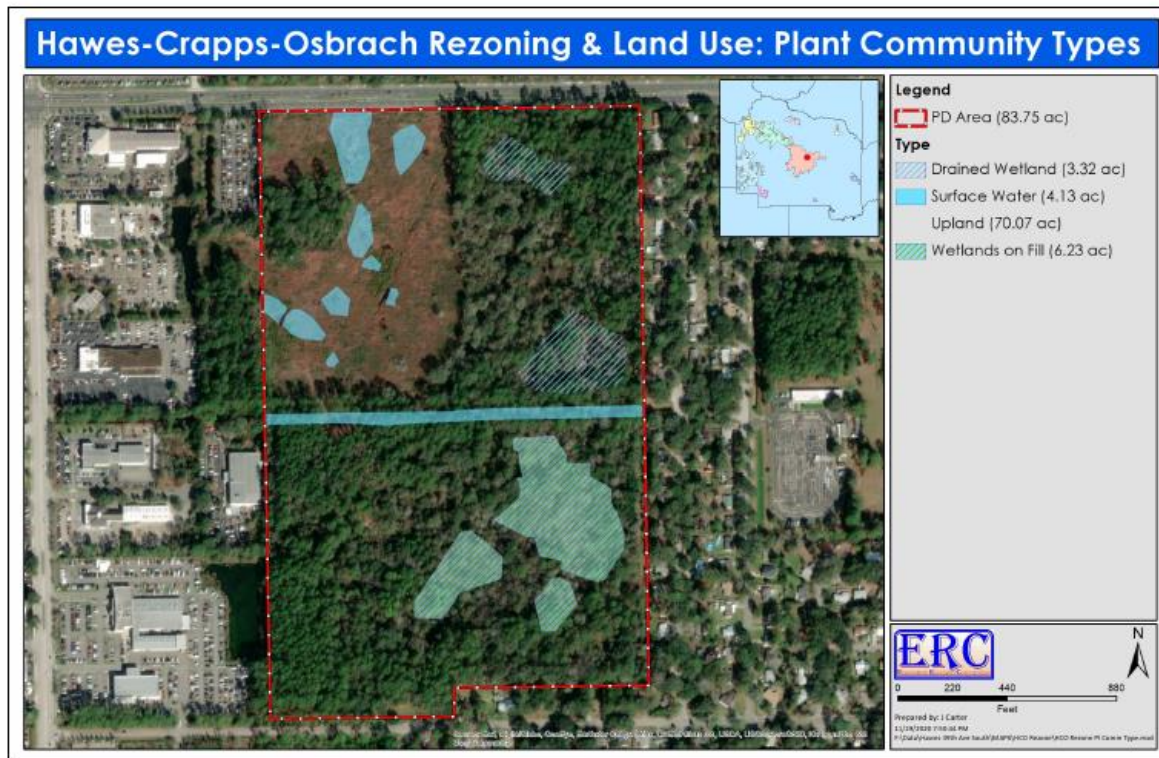 Hawes-Crapps-Osbrach Rezoning & Land Use: Plant Community Types
Legend
PD Area (83.75 ac)
Type
Drained Wetland (3.32 ac)
Surface Water (4.13 ac)
Upland (70.07 ac)
Wetlands on Fill (6.23 ac)
ERC
N
0 220 440 880
Feet
Prepared by: J Carter